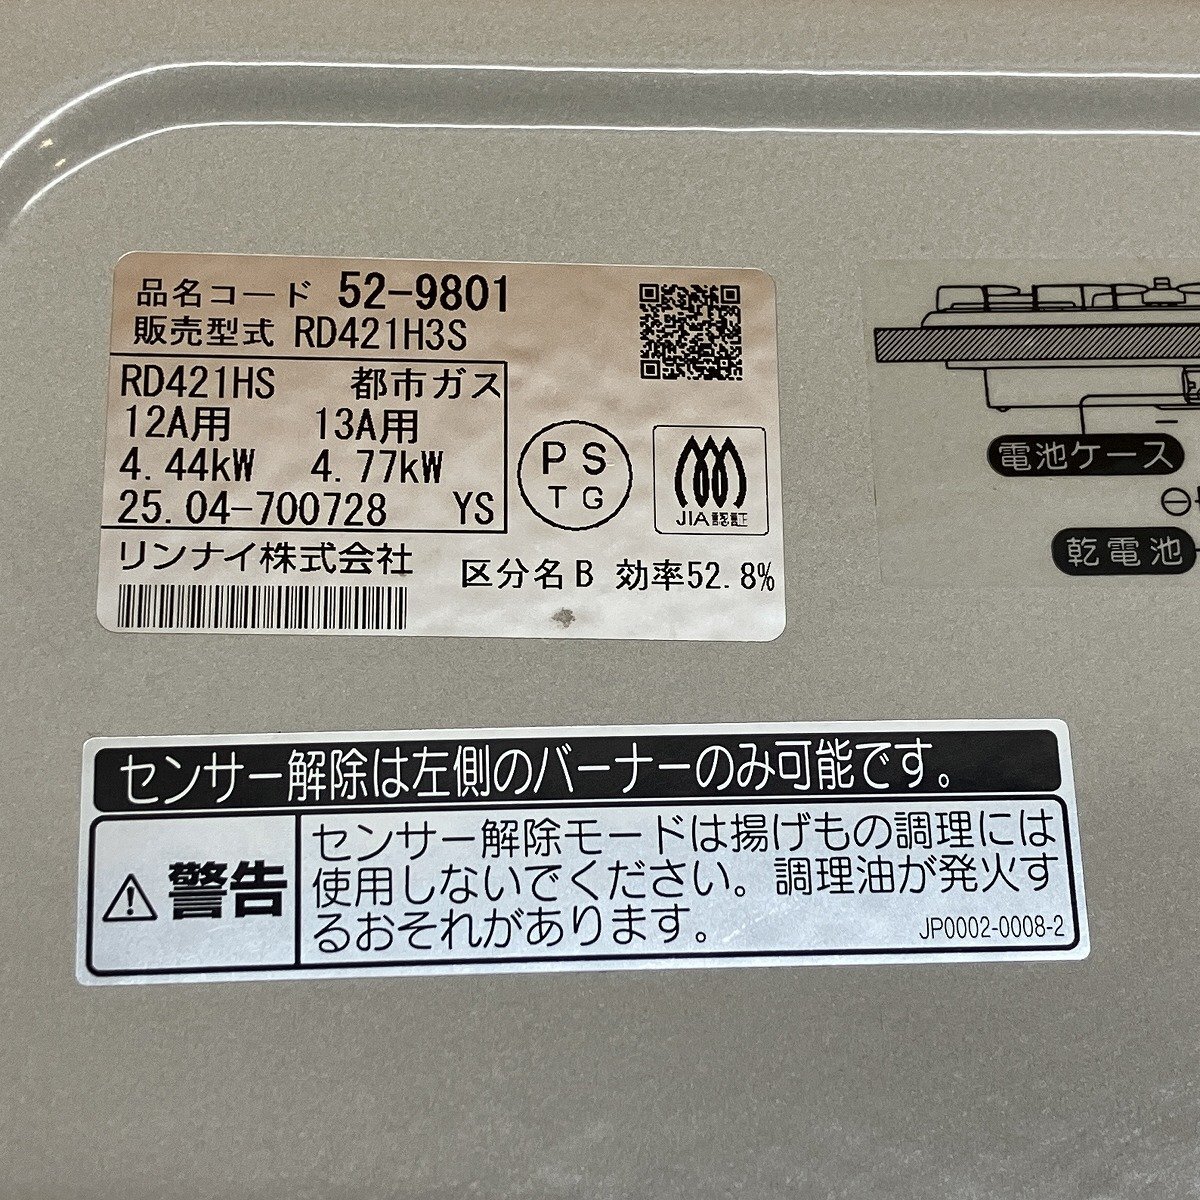 品名コード 52-9801
販売型式 RD421H3S
RD421HS 都市ガス
12A用 13A用
4.44kW 4.77kW
25.04-700728 YS
リンナイ株式会社
PS
TG
JIA認証
区分名B 効率52.8%
電池ケース
乾電池
センサー解除は左側のバーナーのみ可能です。
警告
センサー解除モードは揚げもの調理には
使用しないでください。調理油が発火す
るおそれがあります。
JP0002-0008-2